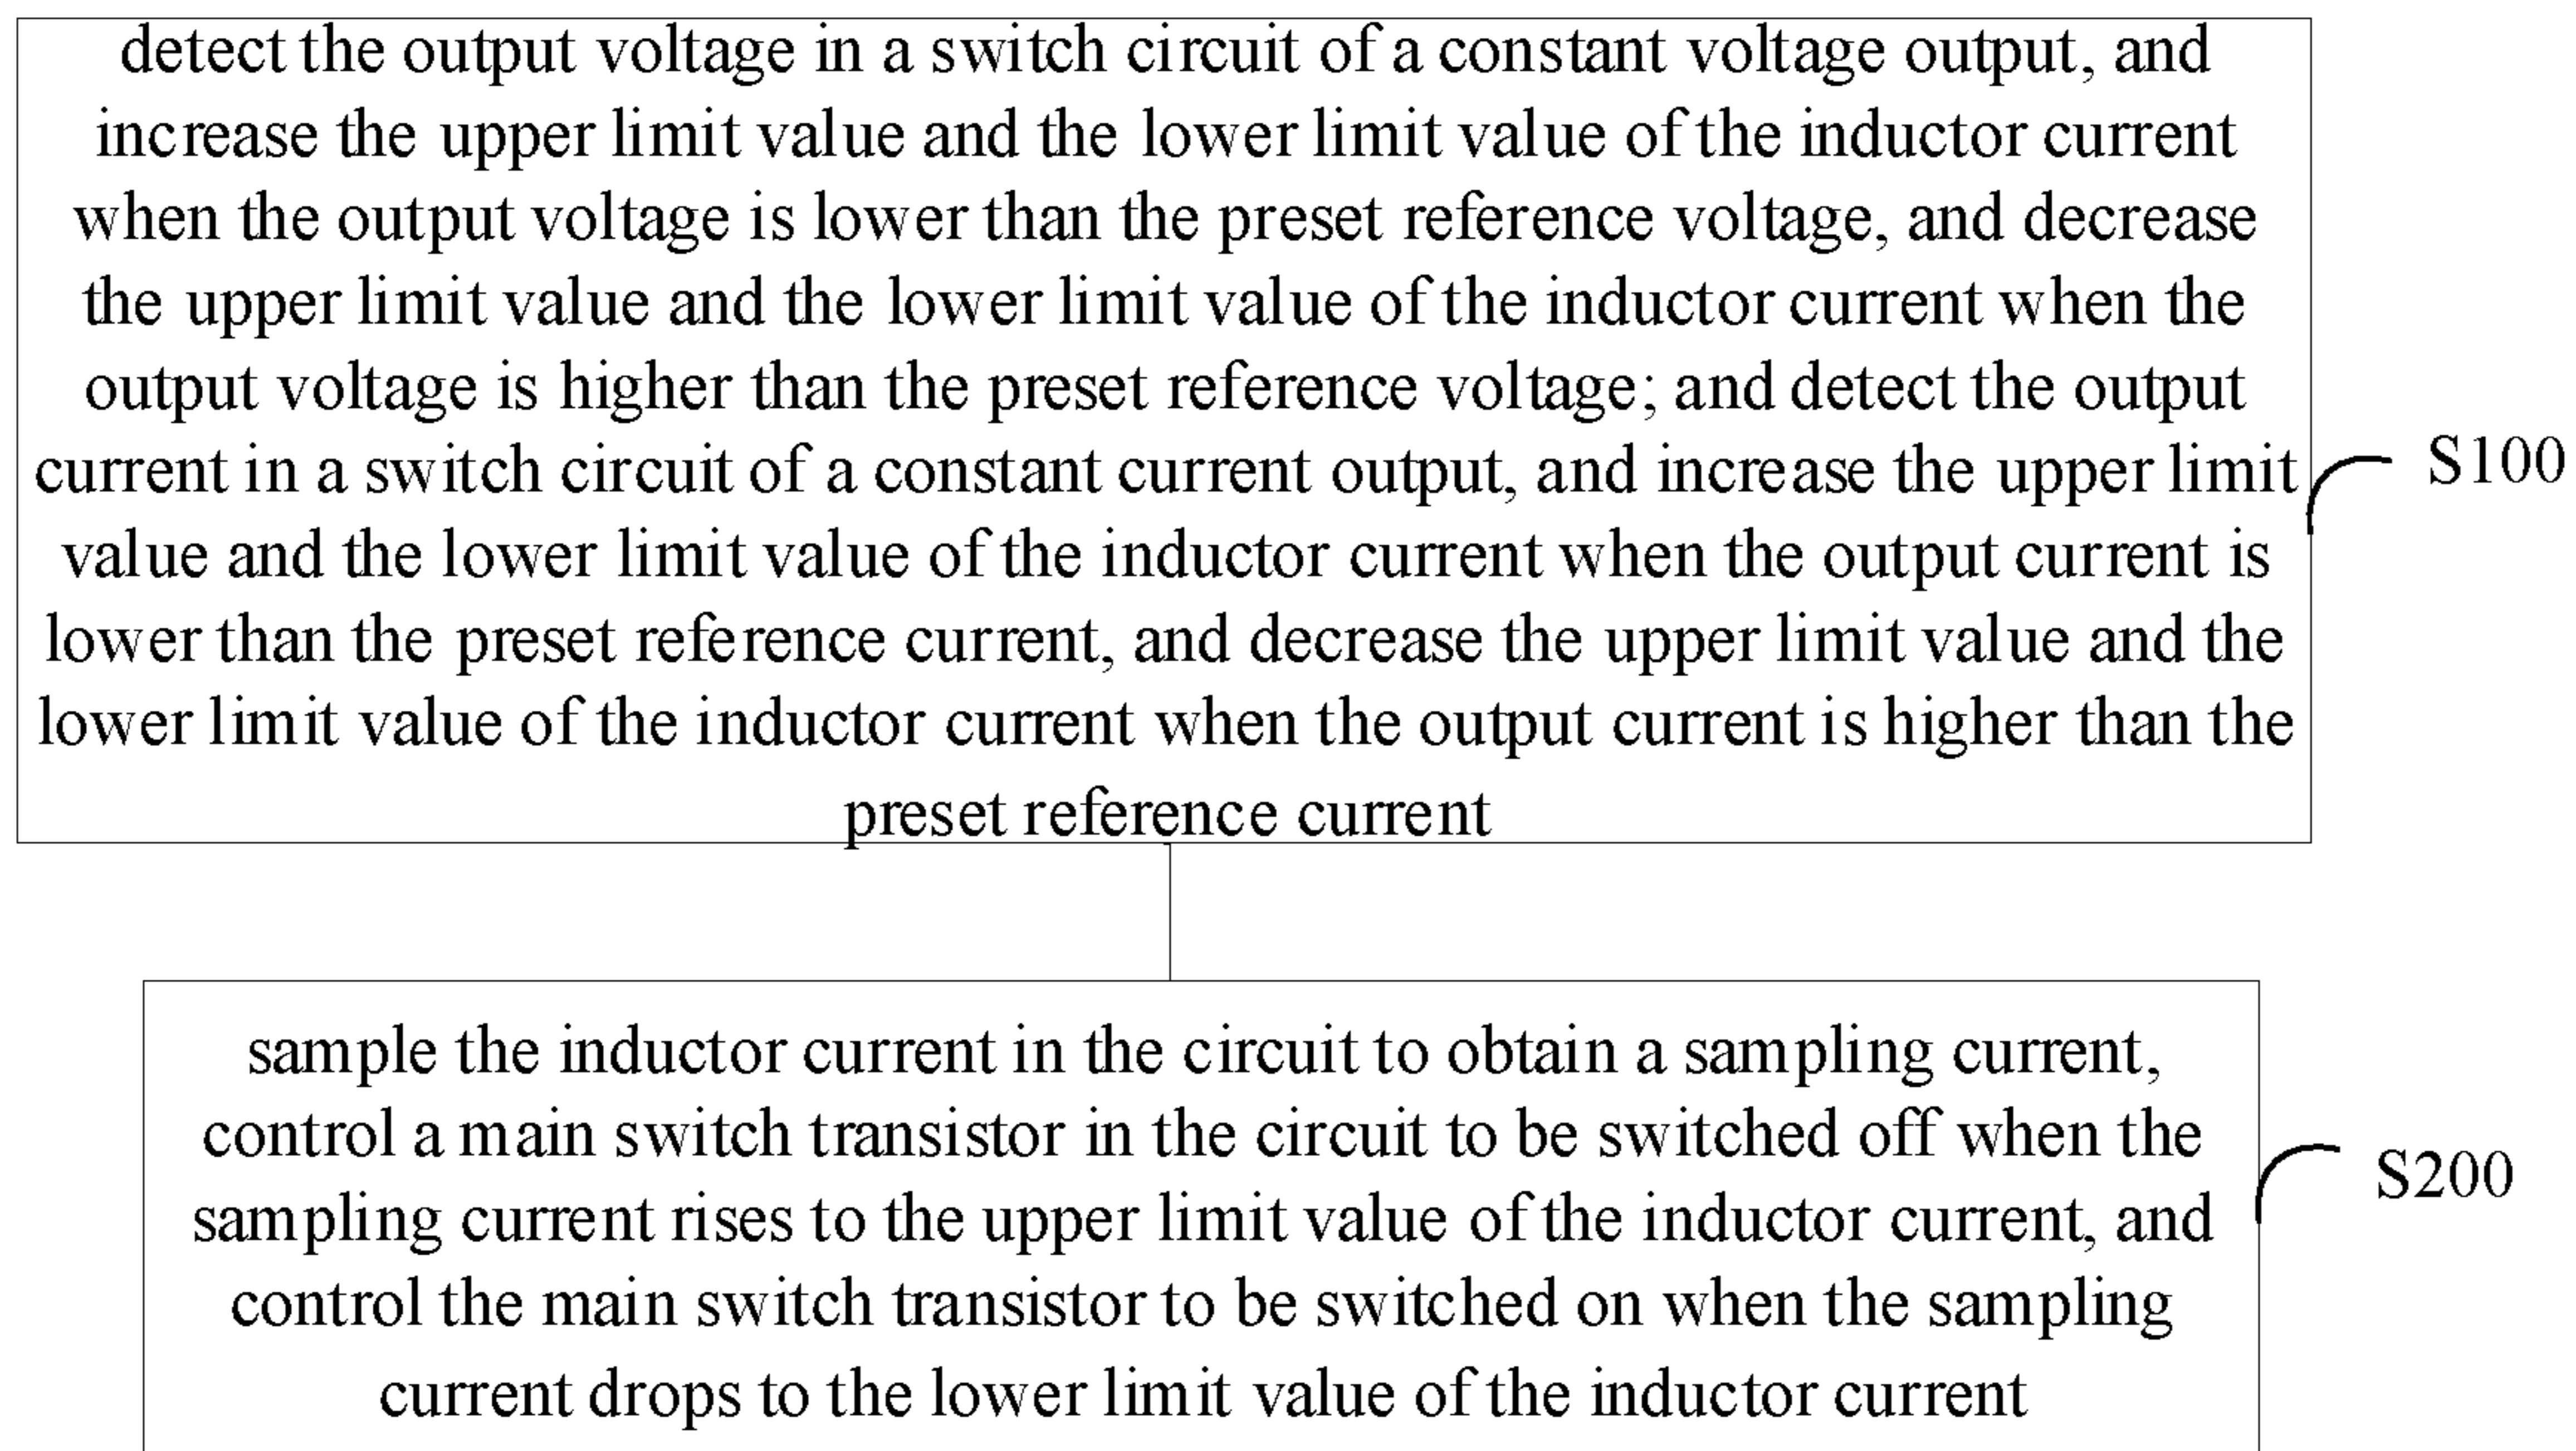 detect the output voltage in a switch circuit of a constant voltage output, and
increase the upper limit value and the lower limit value of the inductor current
when the output voltage is lower than the preset reference voltage, and decrease
the upper limit value and the lower limit value of the inductor current when the
output voltage is higher than the preset reference voltage; and detect the output
current in a switch circuit of a constant current output, and increase the upper limit
value and the lower limit value of the inductor current when the output current is
lower than the preset reference current, and decrease the upper limit value and the
lower limit value of the inductor current when the output current is higher than the
preset reference current
S100
sample the inductor current in the circuit to obtain a sampling current,
control a main switch transistor in the circuit to be switched off when the
sampling current rises to the upper limit value of the inductor current, and
control the main switch transistor to be switched on when the sampling
current drops to the lower limit value of the inductor current
S200